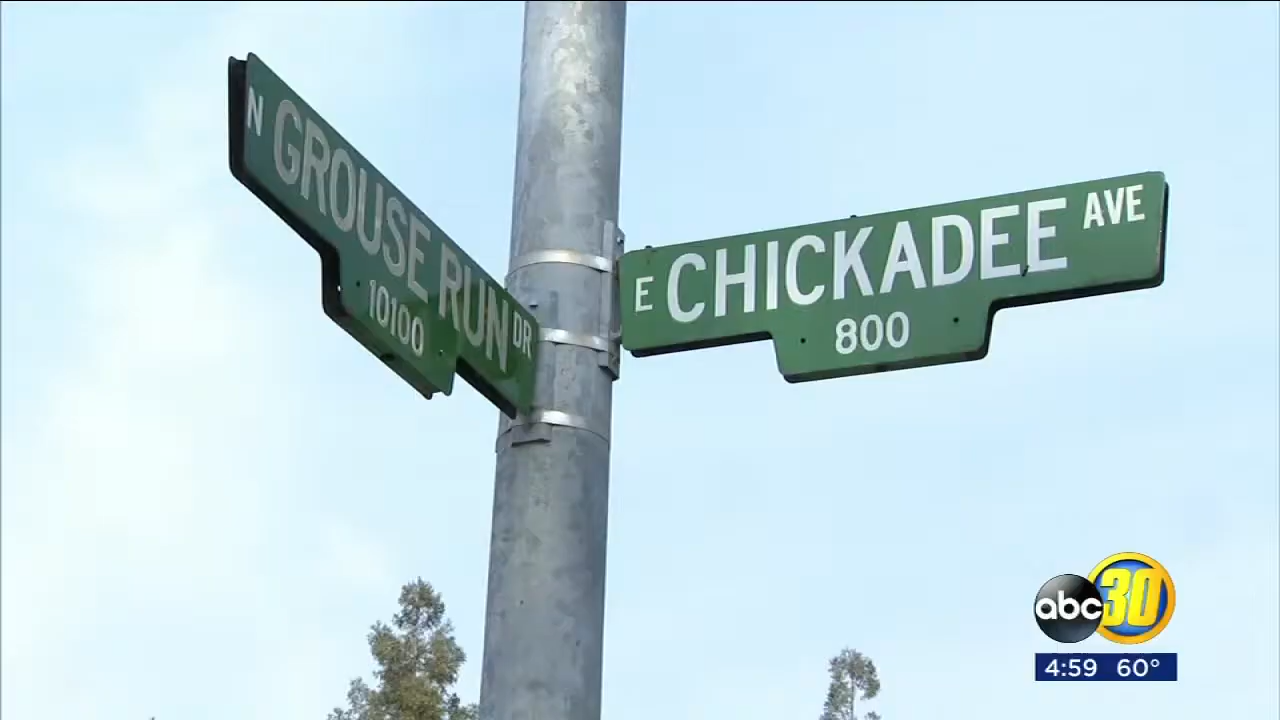 N GROUSE RUN DR
10100
E CHICKADEE AVE
800
abc 30
4:59 60°